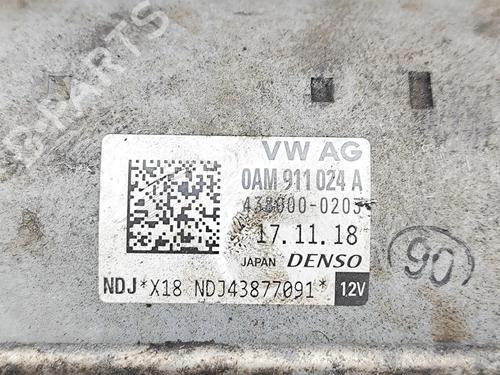 B-PARTS
VW AG
0AM 911 024 A
438000-0203
17.11.18
JAPAN DENSO
NDJ*X18 NDJ43877091* 12V
90